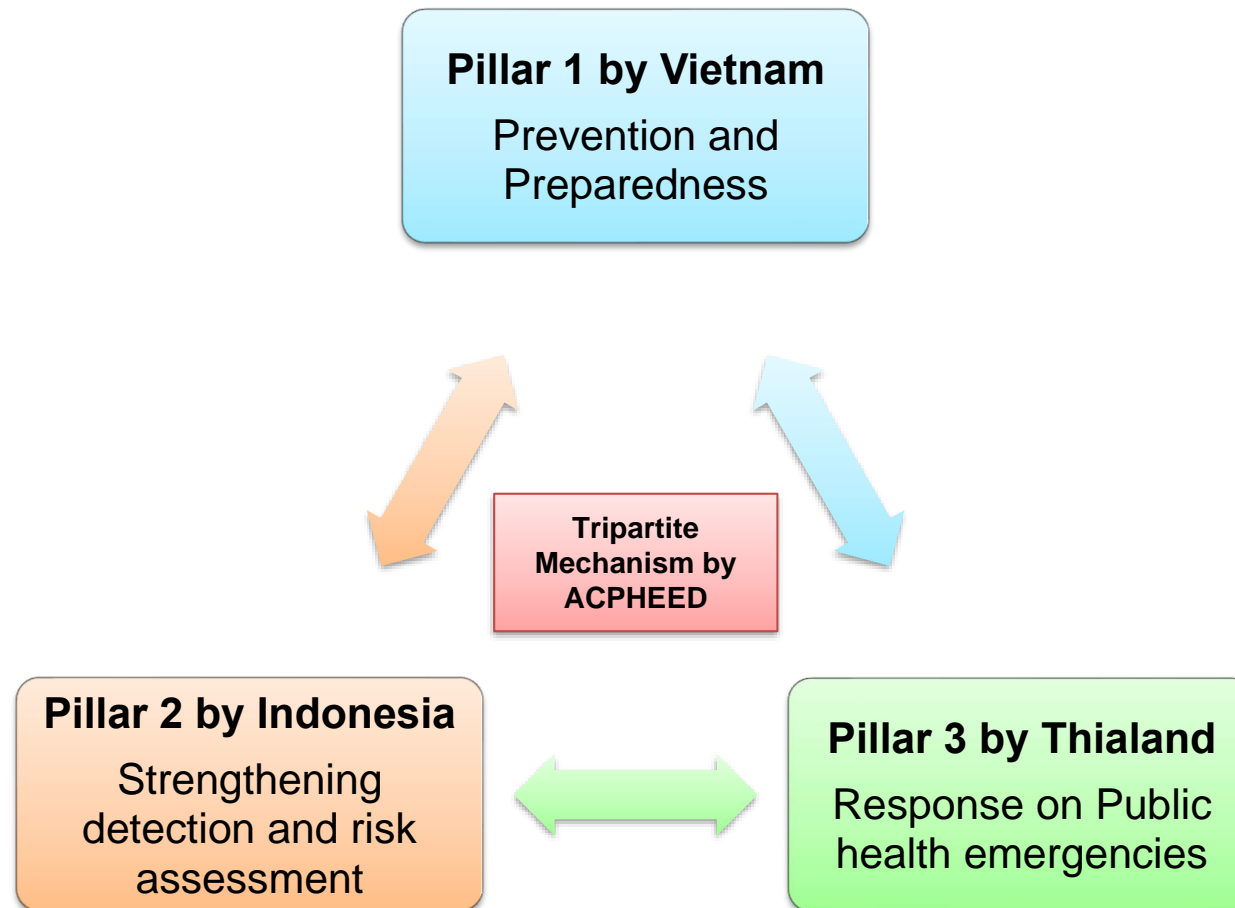 Pillar 1 by Vietnam
Prevention and
Preparedness
Tripartite
Mechanism by
ACPHEED
Pillar 2 by Indonesia
Strengthening
detection and risk
assessment
Pillar 3 by Thialand
Response on Public
health emergencies